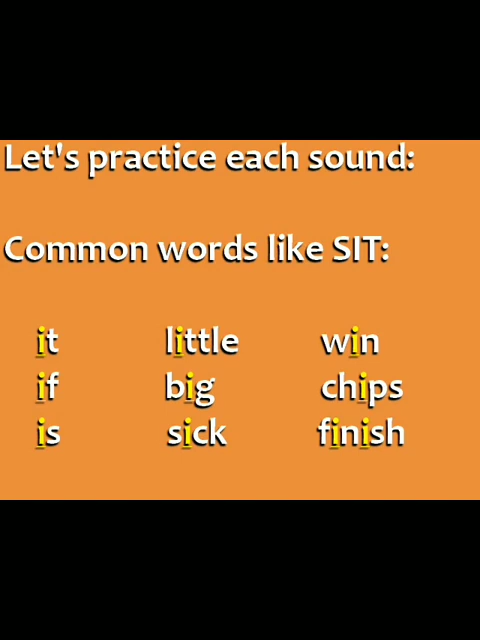 Let's practice each sound:
Common words like SIT:
it little win
if big chips
is sick finish